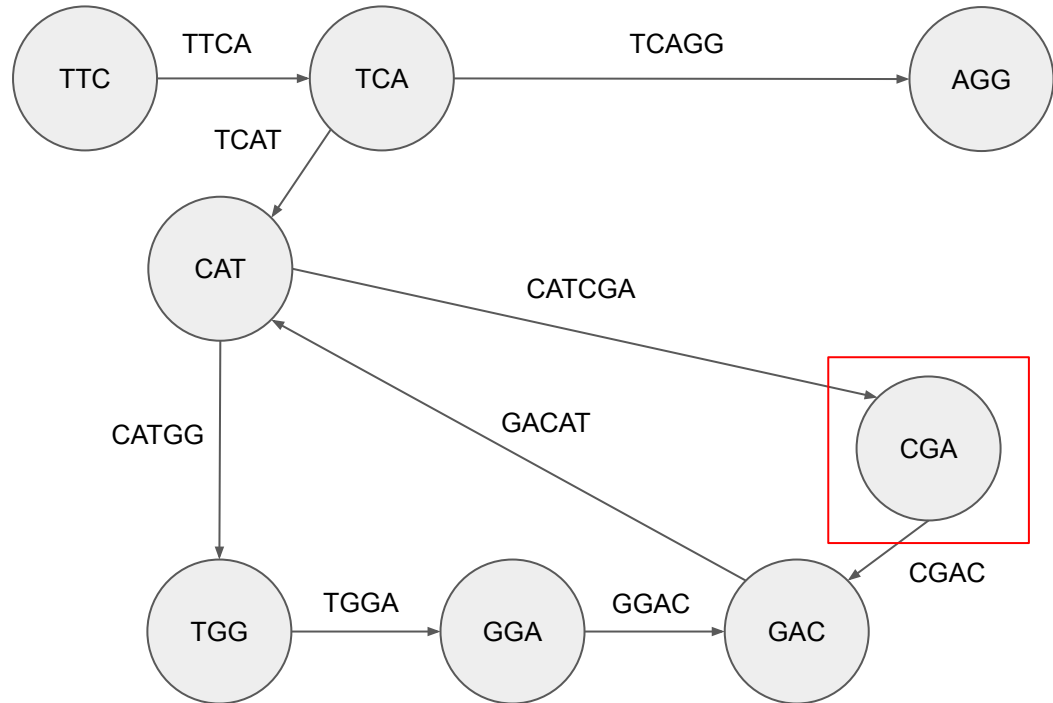 TTCA
TCAGG
TTC
TCA
AGG
TCAT
CAT
CATCGA
CATGG
GACAT
CGA
CGAC
TGGA
GGAC
TGG
GGA
GAC